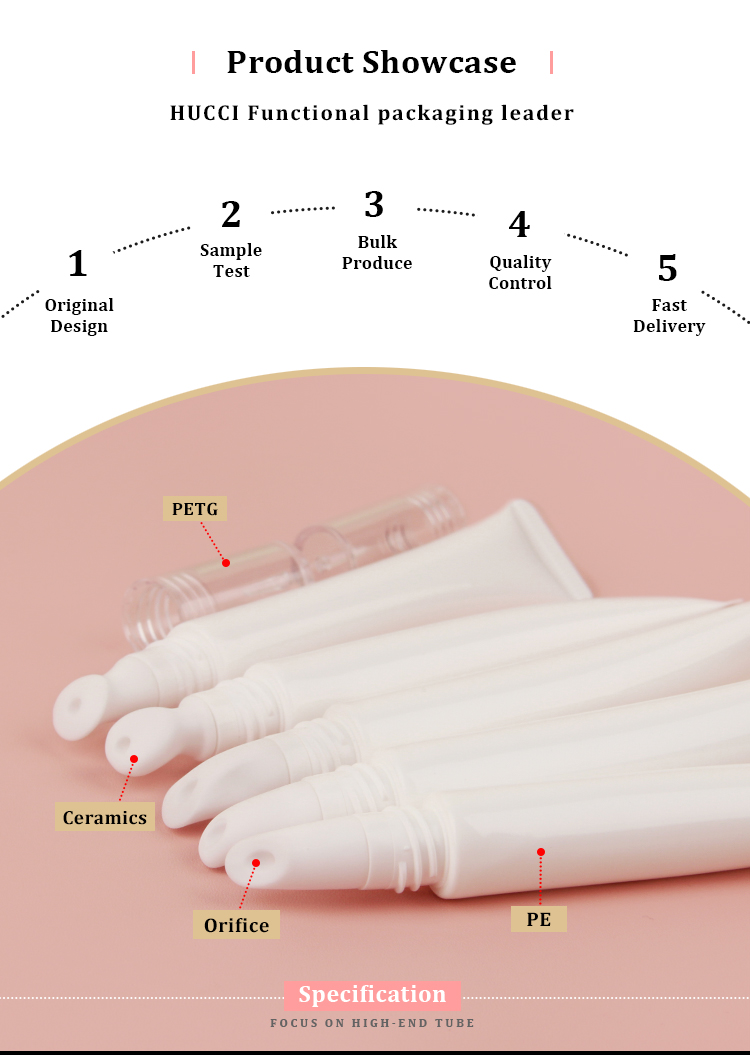 Product Showcase
HUCCI Functional packaging leader
1
Original
Design
2
Sample
Test
3
Bulk
Produce
4
Quality
Control
5
Fast
Delivery
PETG
Ceramics
Orifice
PE
Specification
FOCUS ON HIGH-END TUBE